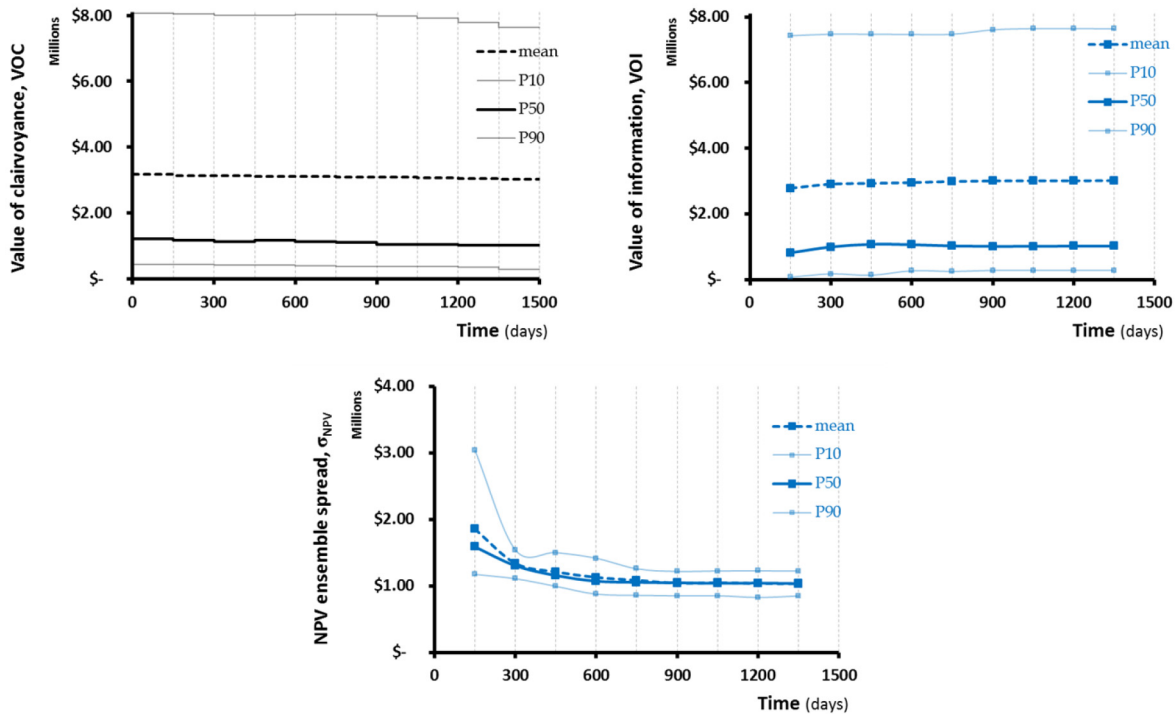 Value of clairvoyance, VOC
Millions
$8.00
$6.00
$4.00
$2.00
$-
mean
P10
P50
P90
0 300 600 900 1200 1500
Time (days)
Value of information, VOI
Millions
$8.00
$6.00
$4.00
$2.00
$-
mean
P10
P50
P90
0 300 600 900 1200 1500
Time (days)
NPV ensemble spread, σNPV
Millions
$4.00
$3.00
$2.00
$1.00
$-
mean
P10
P50
P90
0 300 600 900 1200 1500
Time (days)